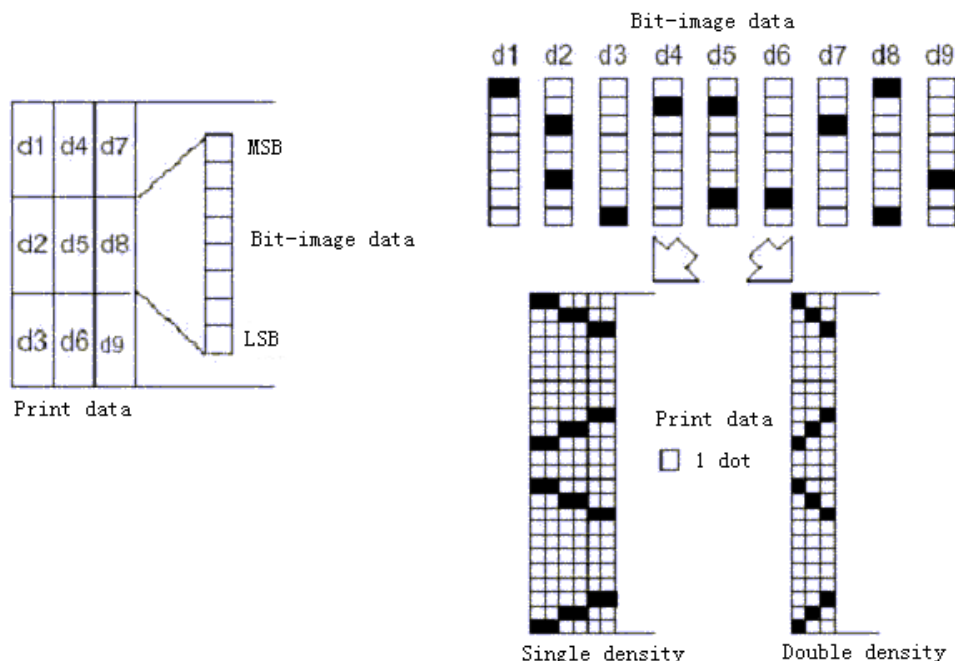 Bit-image data
d1 d2 d3 d4 d5 d6 d7 d8 d9
d1 d4 d7
d2 d5 d8
d3 d6 d9
MSB
Bit-image data
LSB
Print data
Print data
1 dot
Single density
Double density